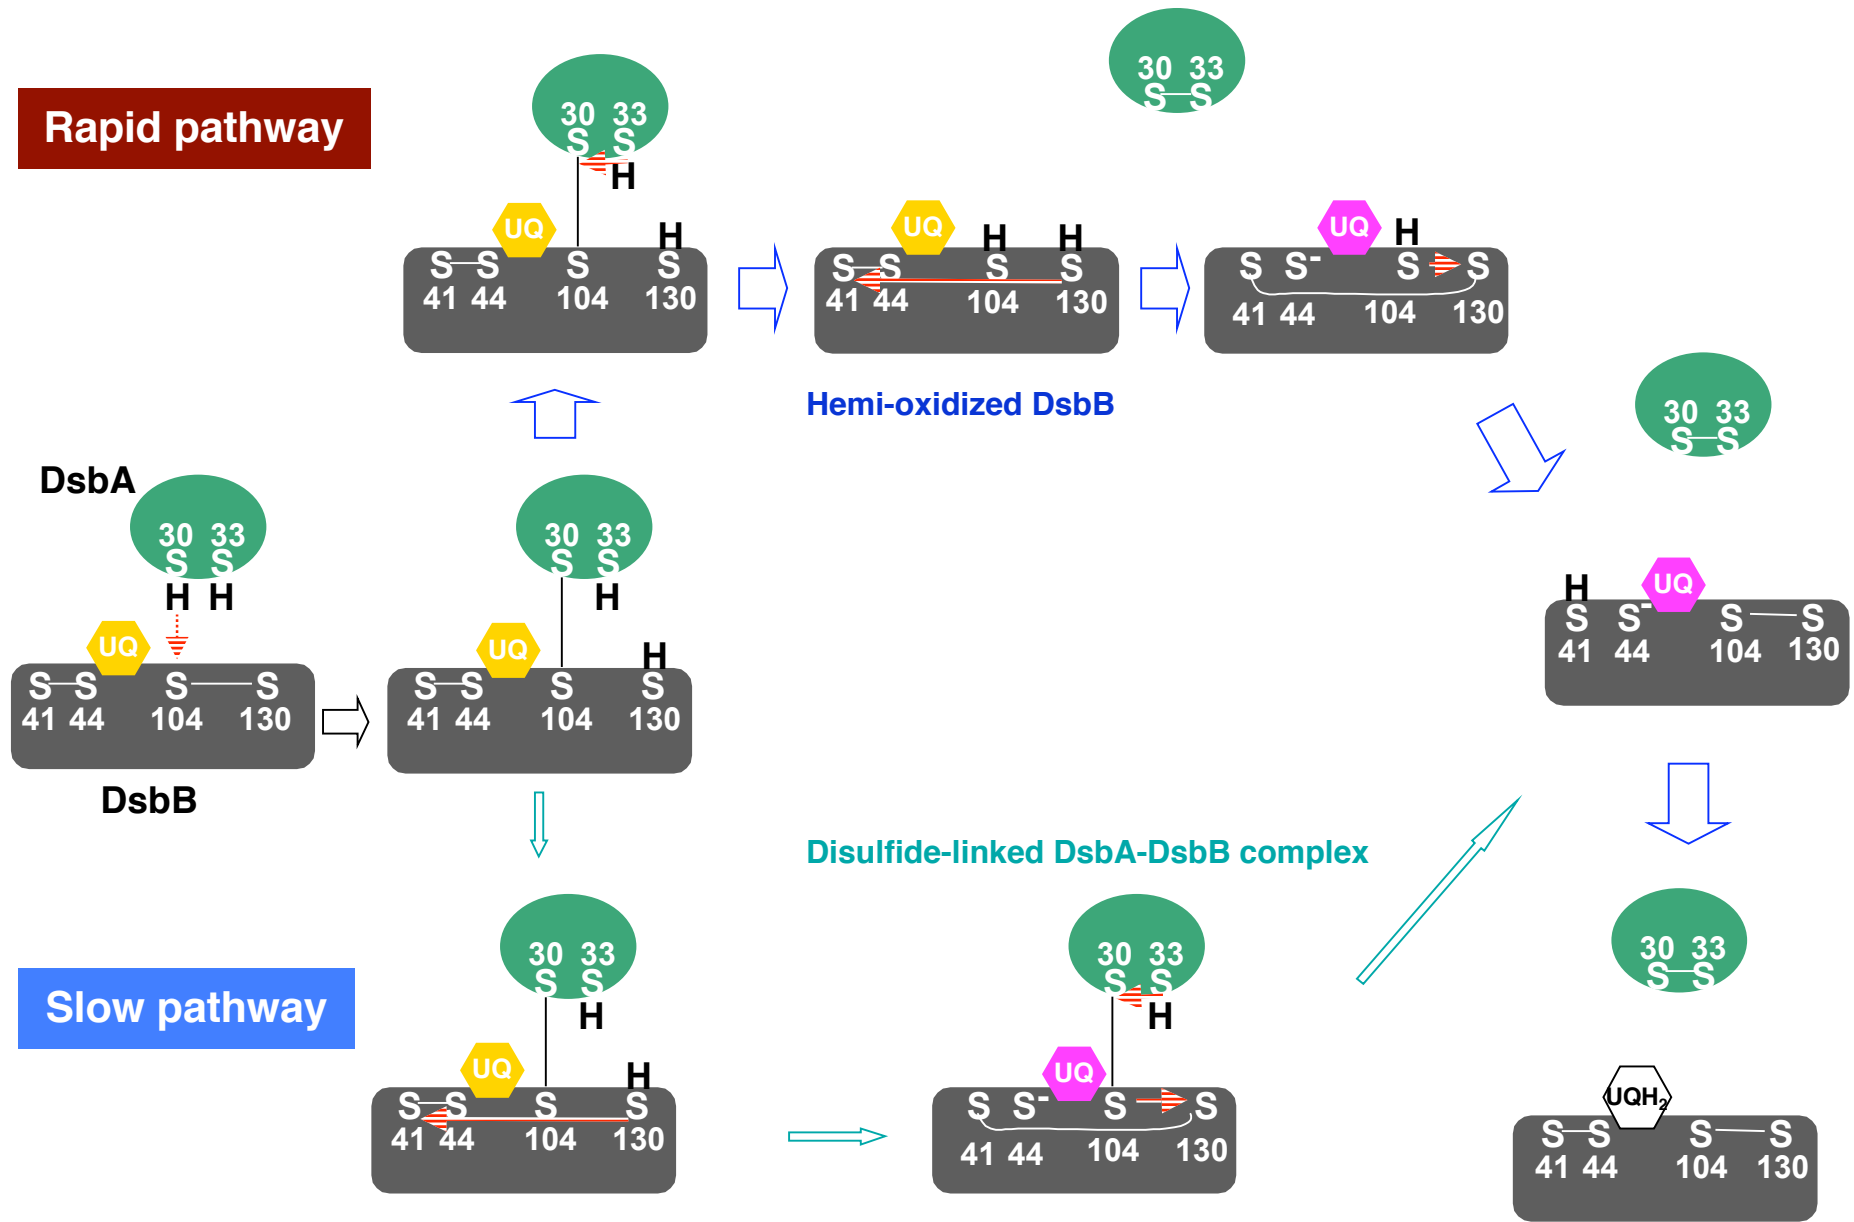 30 33
S S
Rapid pathway
30 33
S S
H
UQ
H
S S S S
41 44 104 130
UQ
H H
S S S S
41 44 104 130
UQ
H
S S- S S
41 44 104 130
Hemi-oxidized DsbB
30 33
S S
DsbA
30 33
S S
H H
UQ
S S S S
41 44 104 130
DsbB
30 33
S S
H
UQ
H
S S S S
41 44 104 130
UQ
H
S S- S S
41 44 104 130
Disulfide-linked DsbA-DsbB complex
Slow pathway
30 33
S S
H
UQ
H
S S S S
41 44 104 130
30 33
S S
H
UQ
S S- S S
41 44 104 130
30 33
S S
UQH2
S S S S
41 44 104 130